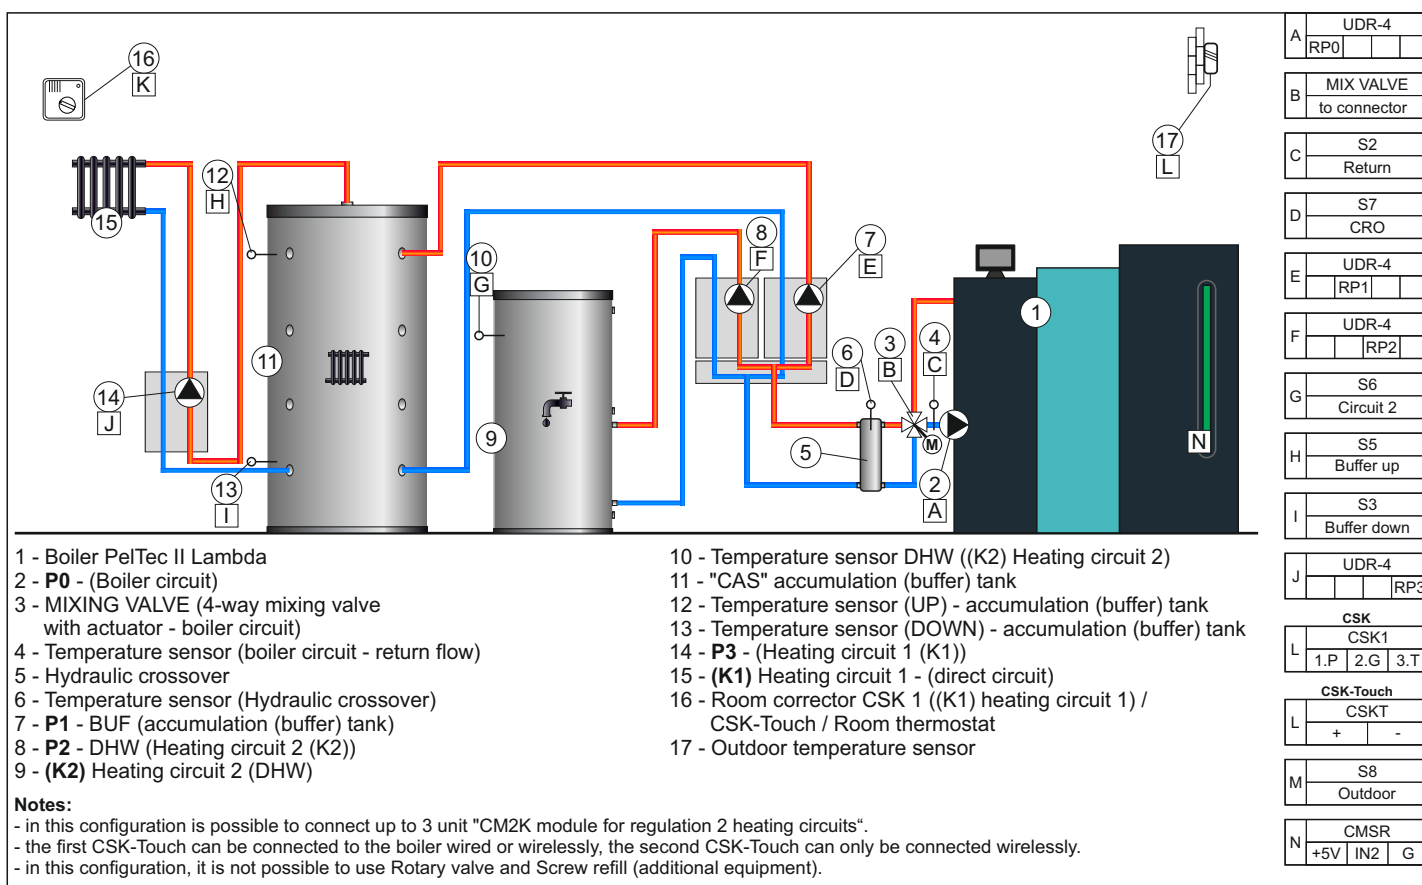 16
K
12
H
15
10
G
8
F
7
E
17
L
1
11
14
J
6
D
3
B
4
C
9
5
M
N
13
I
2
A
1 - Boiler PelTec II Lambda
2 - P0 - (Boiler circuit)
3 - MIXING VALVE (4-way mixing valve
with actuator - boiler circuit)
4 - Temperature sensor (boiler circuit - return flow)
5 - Hydraulic crossover
6 - Temperature sensor (Hydraulic crossover)
7 - P1 - BUF (accumulation (buffer) tank)
8 - P2 - DHW (Heating circuit 2 (K2))
9 - (K2) Heating circuit 2 (DHW)
10 - Temperature sensor DHW ((K2) Heating circuit 2)
11 - "CAS" accumulation (buffer) tank
12 - Temperature sensor (UP) - accumulation (buffer) tank
13 - Temperature sensor (DOWN) - accumulation (buffer) tank
14 - P3 - (Heating circuit 1 (K1))
15 - (K1) Heating circuit 1 - (direct circuit)
16 - Room corrector CSK 1 ((K1) heating circuit 1) /
CSK-Touch / Room thermostat
17 - Outdoor temperature sensor
Notes:
- in this configuration is possible to connect up to 3 unit "CM2K module for regulation 2 heating circuits“.
- the first CSK-Touch can be connected to the boiler wired or wirelessly, the second CSK-Touch can only be connected wirelessly.
- in this configuration, it is not possible to use Rotary valve and Screw refill (additional equipment).
A UDR-4
RP0
B MIX VALVE
to connector
C S2
Return
D S7
CRO
E UDR-4
RP1
F UDR-4
RP2
G S6
Circuit 2
H S5
Buffer up
I S3
Buffer down
J UDR-4
RP3
CSK
L CSK1
1.P 2.G 3.T
CSK-Touch
L CSKT
+ -
M S8
Outdoor
N CMSR
+5V IN2 G